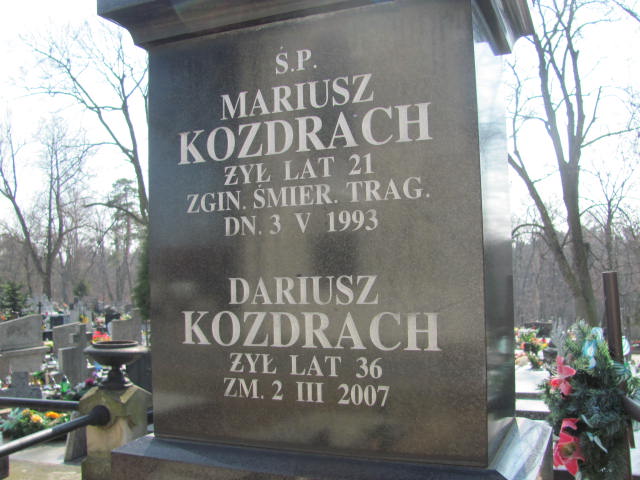 Ś.P.
MARIUSZ
KOZDRACH
ŻYŁ LAT 21
ZGIN. ŚMIER. TRAG.
DN. 3 V 1993
DARIUSZ
KOZDRACH
ŻYŁ LAT 36
ZM. 2 III 2007